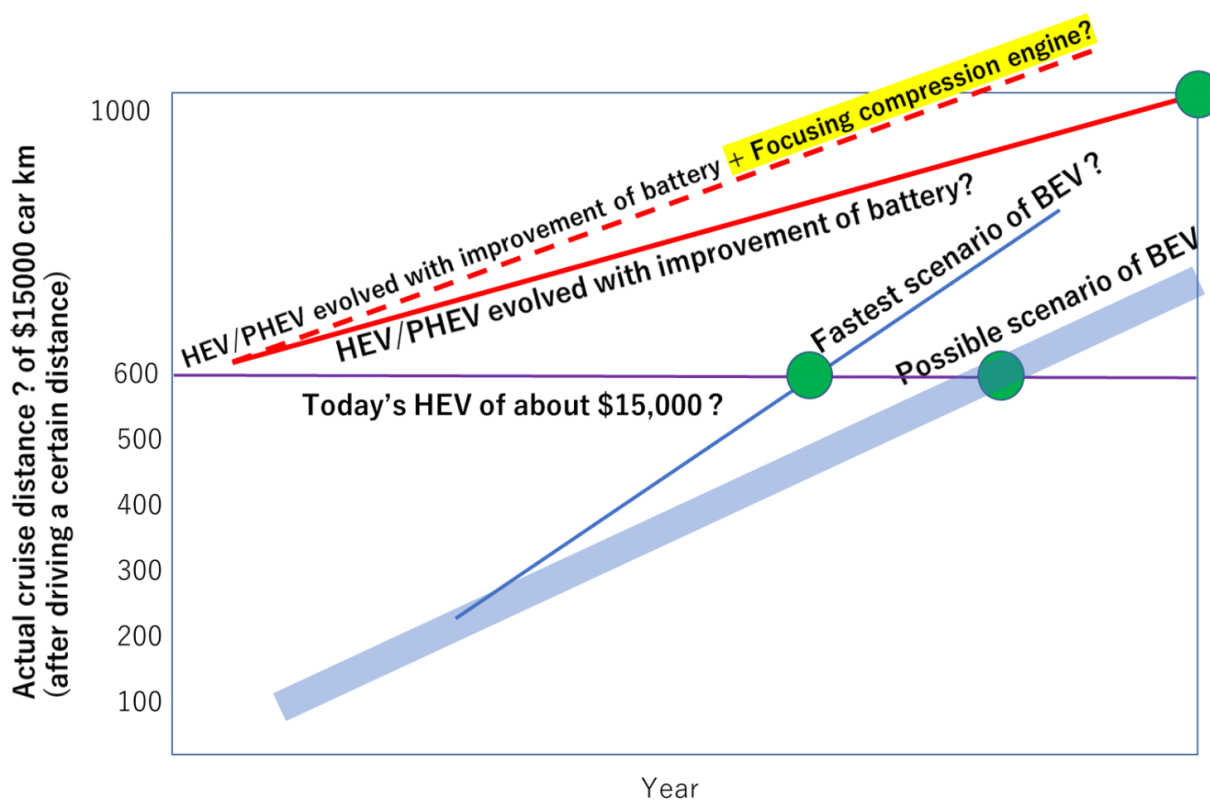 HEV/PHEV evolved with improvement of battery + Focusing compression engine?
HEV/PHEV evolved with improvement of battery?
Fastest scenario of BEV ?
Possible scenario of BEV
Today's HEV of about $15,000 ?
1000
600
500
400
300
200
100
Actual cruise distance ? of $15000 car km
(after driving a certain distance)
Year